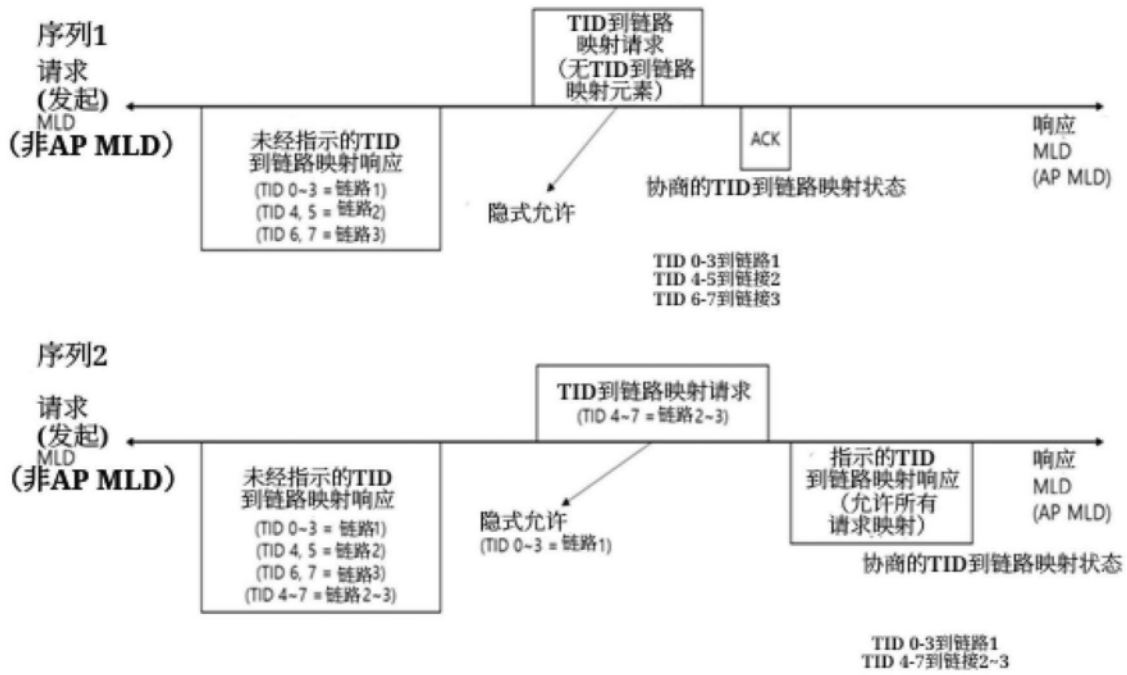 序列1
请求
(发起)
MLD
(非AP MLD)
TID到链路
映射请求
（无TID到链路
映射元素）
未经指示的TID
到链路映射响应
(TID 0~3 = 链路1)
(TID 4, 5 = 链路2)
(TID 6, 7 = 链路3)
隐式允许
ACK
协商的TID到链路映射状态
响应
MLD
(AP MLD)
TID 0-3到链路1
TID 4-5到链接2
TID 6-7到链接3
序列2
请求
(发起)
MLD
(非AP MLD)
TID到链路映射请求
(TID 4~7 = 链路2~3)
未经指示的TID
到链路映射响应
(TID 0~3 = 链路1)
(TID 4, 5 = 链路2)
(TID 6, 7 = 链路3)
(TID 4~7 = 链路2~3)
隐式允许
(TID 0~3 = 链路1)
指示的TID
到链路映射响应
（允许所有
请求映射）
响应
MLD
(AP MLD)
协商的TID到链路映射状态
TID 0-3到链路1
TID 4-7到链接2~3